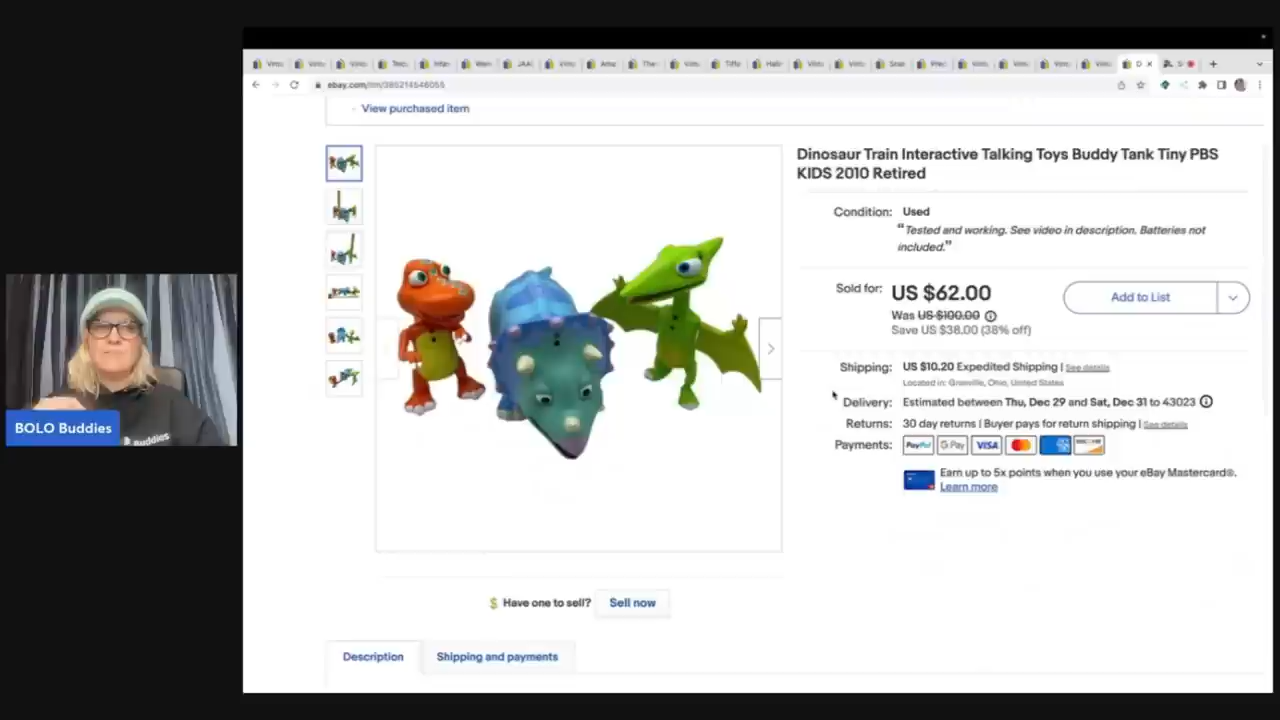 ebay.com/itm/385214546055
View purchased item
Dinosaur Train Interactive Talking Toys Buddy Tank Tiny PBS
KIDS 2010 Retired
Condition: Used
“Tested and working. See video in description. Batteries not
included.”
Sold for: US $62.00
Add to List
Was US $100.00
Save US $38.00 (38% off)
Shipping: US $10.20 Expedited Shipping | See details
Located in: Granville, Ohio, United States
Delivery: Estimated between Thu, Dec 29 and Sat, Dec 31 to 43023
Returns: 30 day returns | Buyer pays for return shipping | See details
Payments: PayPal G Pay VISA
Earn up to 5x points when you use your eBay Mastercard®.
Learn more
BOLO Buddies
Buddies
$ Have one to sell? Sell now
Description Shipping and payments